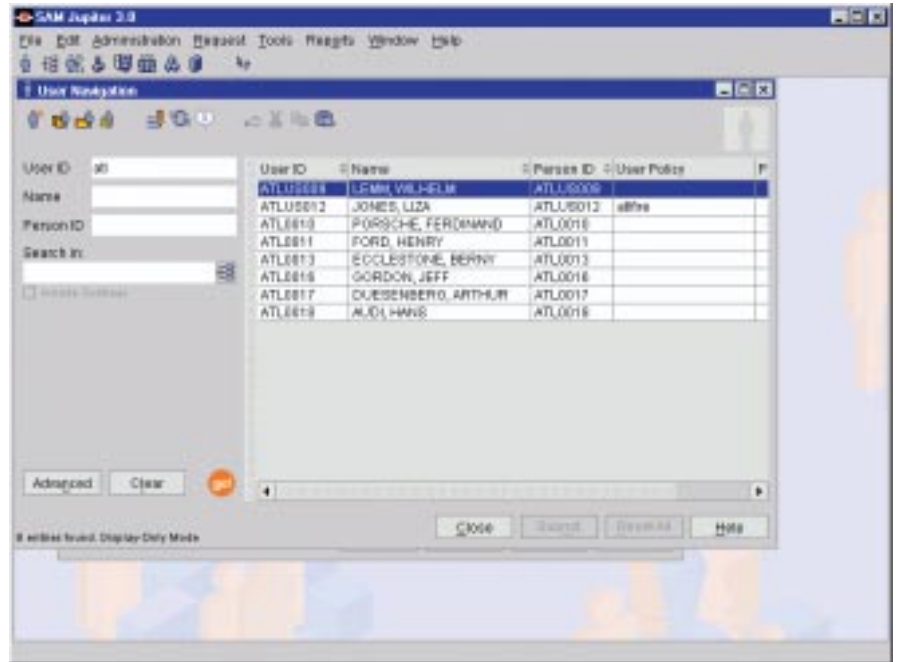 SAM Jupiter 3.0
File Edit Administration Request Tools Reports Window Help
User Navigation
User ID atl
Name
Person ID
Search in:
User ID Name Person ID User Policy P
ATLUS009 LEMM, WILHELM ATLUS009
ATLUS012 JONES, LIZA ATLUS012
ATL0010 PORSCHE, FERDINAND ATL0010
ATL0011 FORD, HENRY ATL0011
ATL0013 ECCLESTONE, BERNY ATL0013
ATL0016 GORDON, JEFF ATL0016
ATL0017 DUESENBERG, ARTHUR ATL0017
ATL0018 AUDI, HANS ATL0018
Advanced Clear go!
Close Submit Help
8 entries found. Display Only Mode